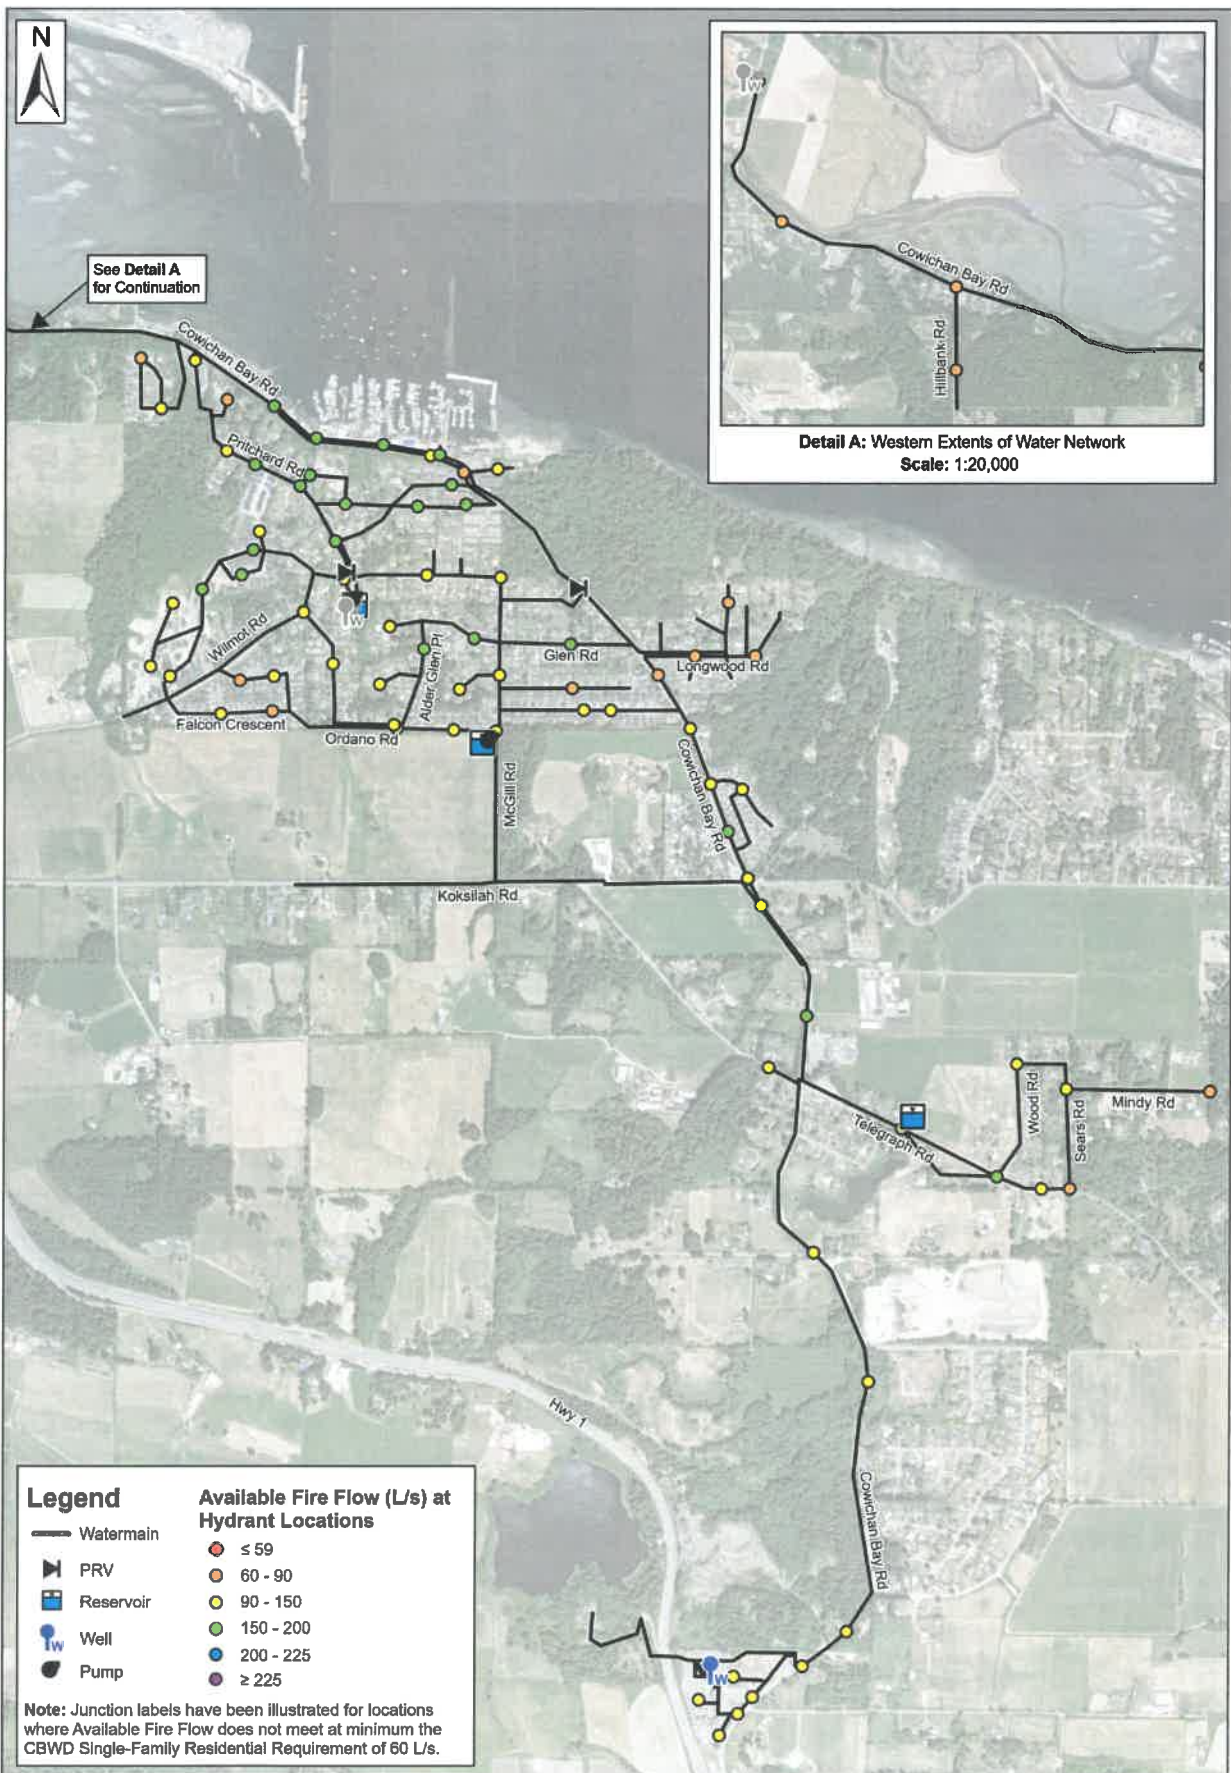 N
See Detail A
for Continuation
Cowichan Bay Rd
Hillbank Rd
Detail A: Western Extents of Water Network
Scale: 1:20,000
W
Cowichan Bay Rd
Pritchard Rd
Wilmot Rd
W
Alder Glen Pl
Glen Rd
Longwood Rd
Falcon Crescent
Ordano Rd
McGill Rd
Cowichan Bay Rd
Koksilah Rd
Wood Rd
Sears Rd
Mindy Rd
Telegraph Rd
Hwy 1
Cowichan Bay Rd
W
Legend
Watermain
PRV
Reservoir
Well
W
Pump
Available Fire Flow (L/s) at
Hydrant Locations
≤ 59
60 - 90
90 - 150
150 - 200
200 - 225
≥ 225
Note: Junction labels have been illustrated for locations
where Available Fire Flow does not meet at minimum the
CBWD Single-Family Residential Requirement of 60 L/s.